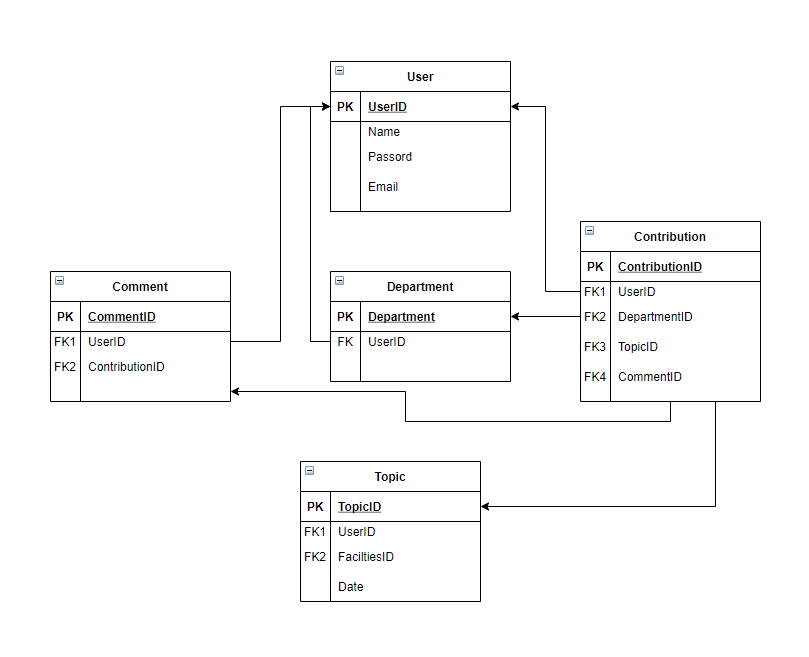 User
PK UserID
Name
Passord
Email
Contribution
PK ContributionID
FK1 UserID
FK2 DepartmentID
FK3 TopicID
FK4 CommentID
Comment
PK CommentID
FK1 UserID
FK2 ContributionID
Department
PK Department
FK UserID
Topic
PK TopicID
FK1 UserID
FK2 FaciltiesID
Date